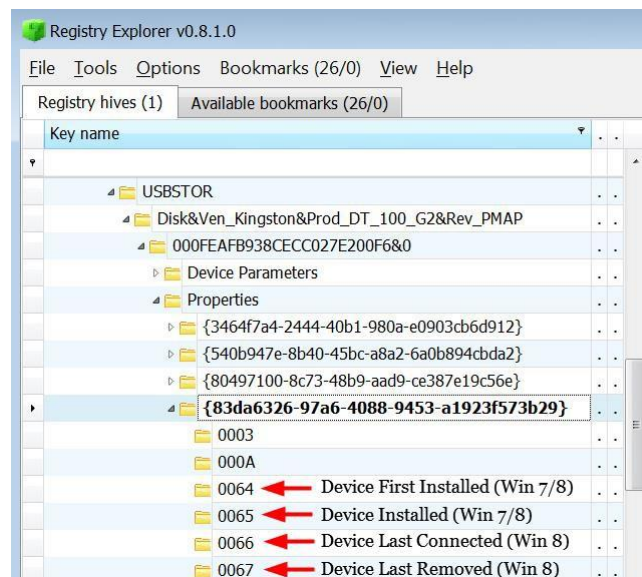 Registry Explorer v0.8.1.0
File Tools Options Bookmarks (26/0) View Help
Registry hives (1) Available bookmarks (26/0)
Key name
USBSTOR
Disk&Ven_Kingston&Prod_DT_100_G2&Rev_PMAP
000FEAFB938CECC027E200F6&0
Device Parameters
Properties
{3464f7a4-2444-40b1-980a-e0903cb6d912}
{540b947e-8b40-45bc-a8a2-6a0b894cbda2}
{80497100-8c73-48b9-aad9-ce387e19c56e}
{83da6326-97a6-4088-9453-a1923f573b29}
0003
000A
0064 Device First Installed (Win 7/8)
0065 Device Installed (Win 7/8)
0066 Device Last Connected (Win 8)
0067 Device Last Removed (Win 8)